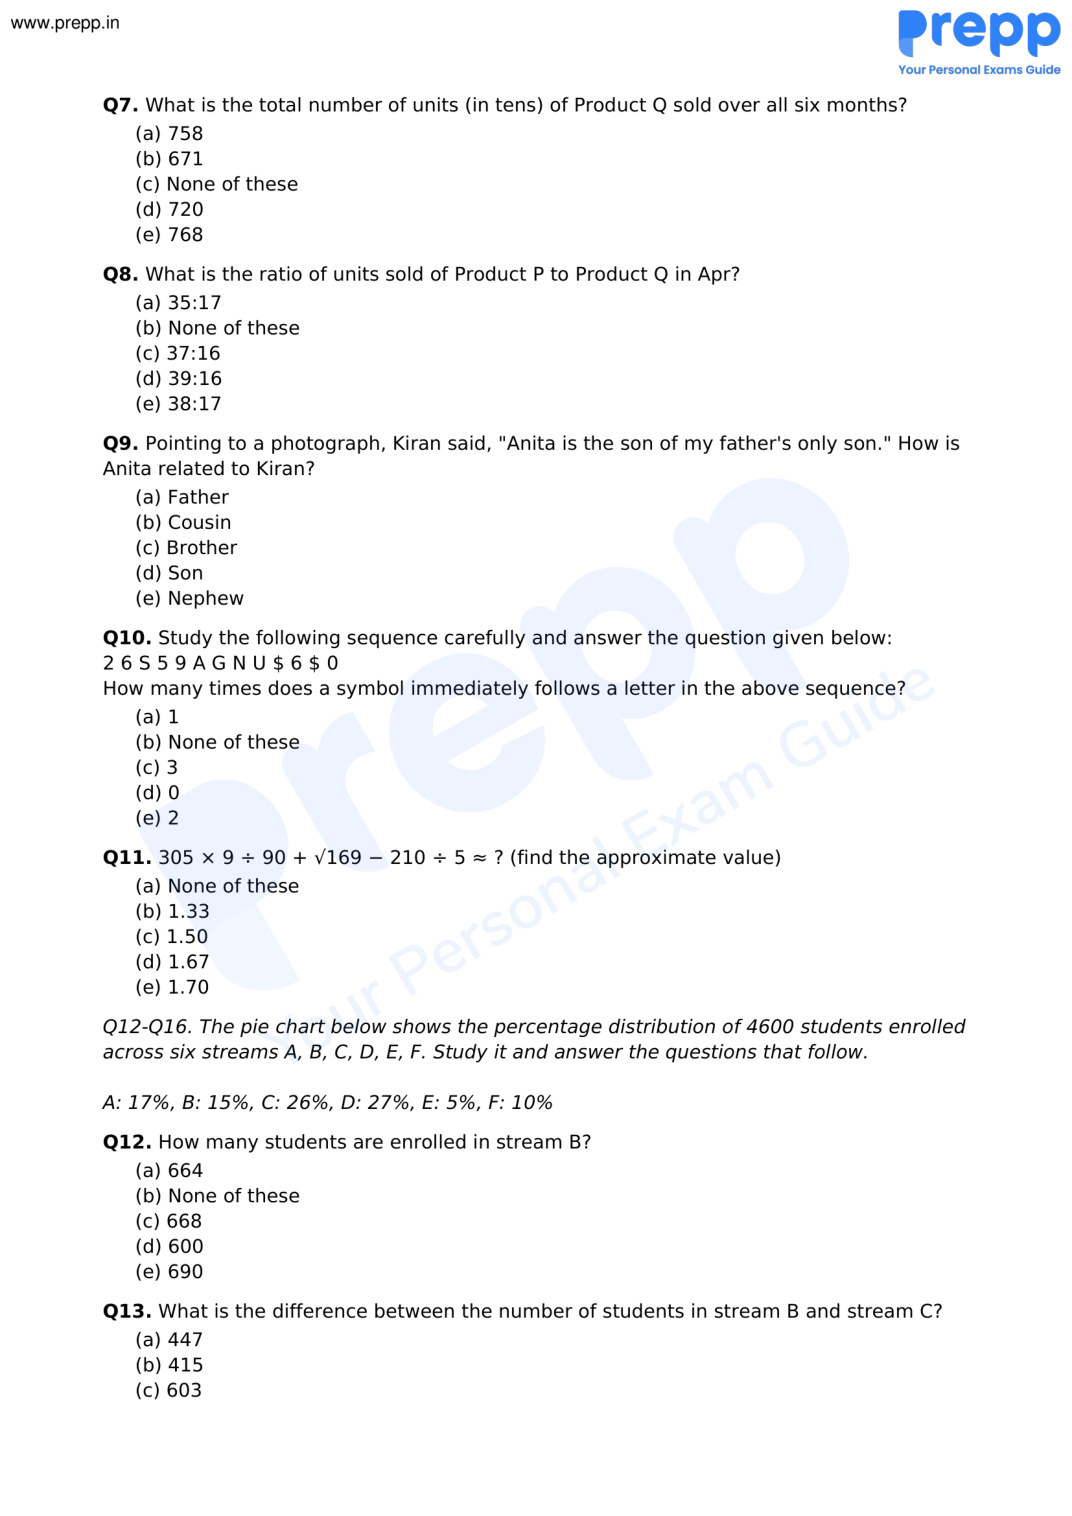 www.prepp.in
prepp
Your Personal Exams Guide
Q7. What is the total number of units (in tens) of Product Q sold over all six months?
(a) 758
(b) 671
(c) None of these
(d) 720
(e) 768
Q8. What is the ratio of units sold of Product P to Product Q in Apr?
(a) 35:17
(b) None of these
(c) 37:16
(d) 39:16
(e) 38:17
Q9. Pointing to a photograph, Kiran said, "Anita is the son of my father's only son." How is
Anita related to Kiran?
(a) Father
(b) Cousin
(c) Brother
(d) Son
(e) Nephew
Q10. Study the following sequence carefully and answer the question given below:
2 6 S 5 9 A G N U $ 6 $ 0
How many times does a symbol immediately follows a letter in the above sequence?
(a) 1
(b) None of these
(c) 3
(d) 0
(e) 2
Q11. 305 × 9 ÷ 90 + √169 − 210 ÷ 5 ≈ ? (find the approximate value)
(a) None of these
(b) 1.33
(c) 1.50
(d) 1.67
(e) 1.70
Q12-Q16. The pie chart below shows the percentage distribution of 4600 students enrolled
across six streams A, B, C, D, E, F. Study it and answer the questions that follow.
A: 17%, B: 15%, C: 26%, D: 27%, E: 5%, F: 10%
Q12. How many students are enrolled in stream B?
(a) 664
(b) None of these
(c) 668
(d) 600
(e) 690
Q13. What is the difference between the number of students in stream B and stream C?
(a) 447
(b) 415
(c) 603
prepp
Your Personal Exam Guide